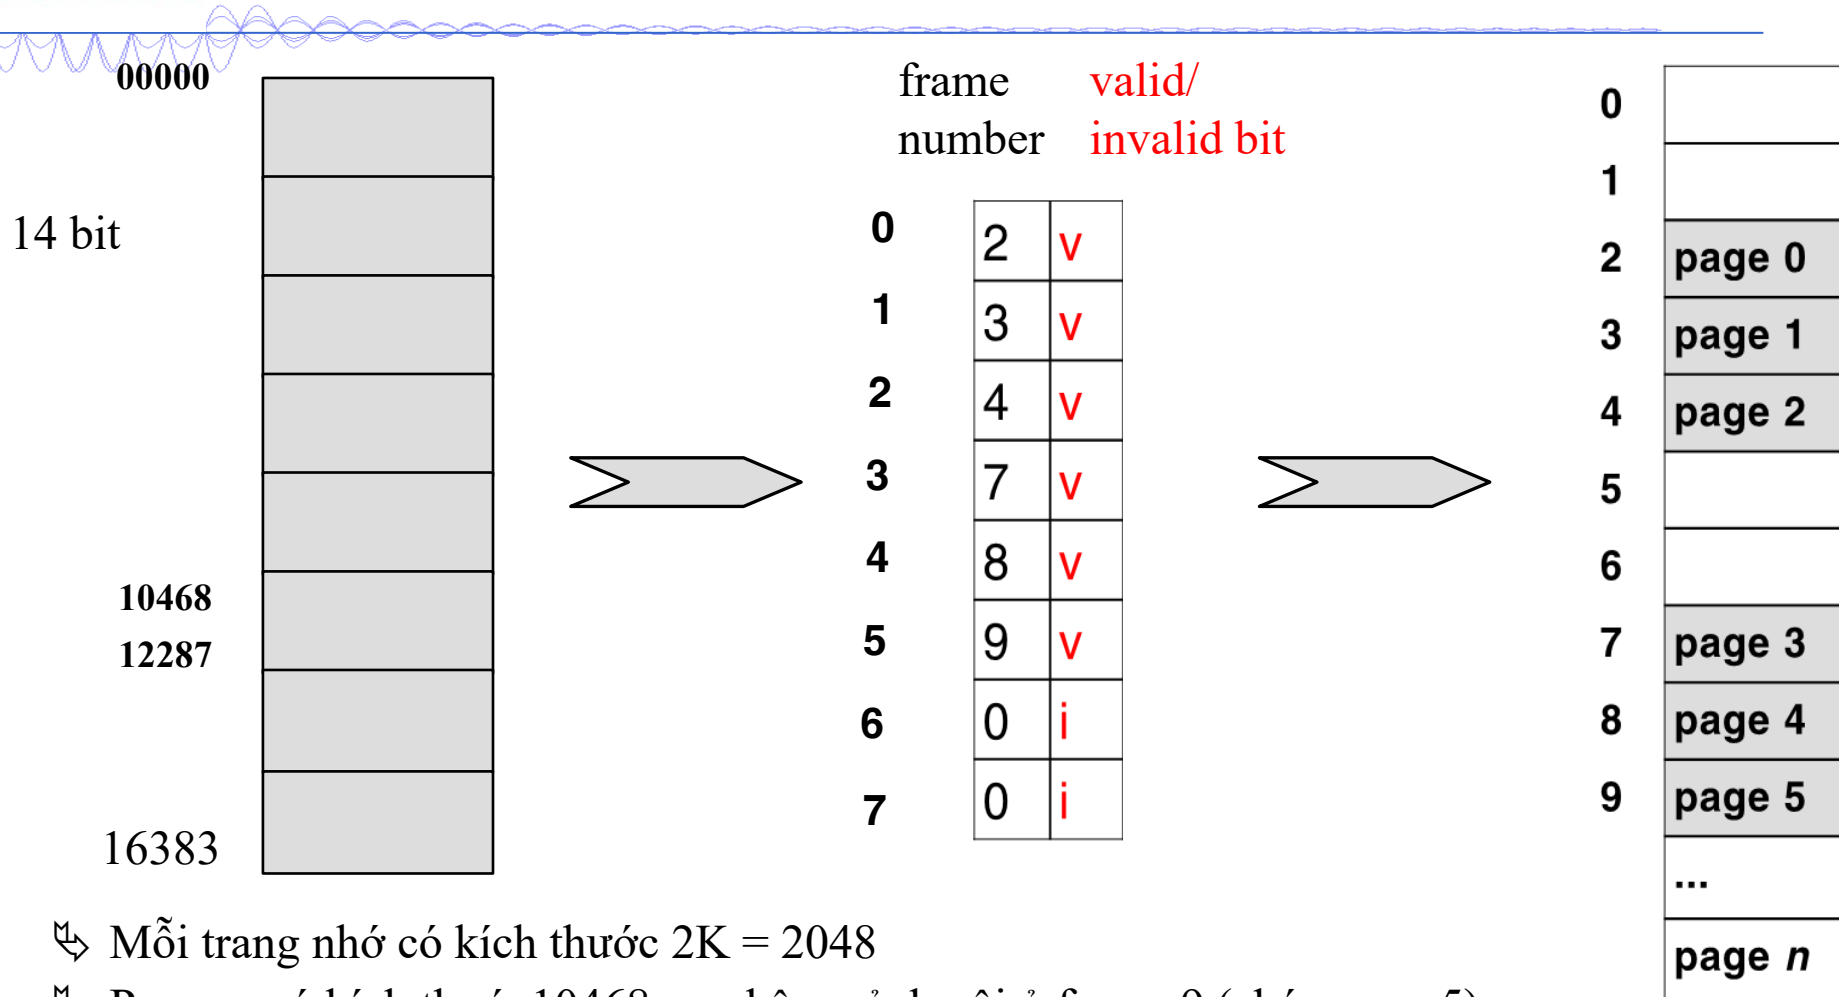 00000
14 bit
10468
12287
16383
frame valid/
number invalid bit
0 2 v
1 3 v
2 4 v
3 7 v
4 8 v
5 9 v
6 0 i
7 0 i
0
1
2 page 0
3 page 1
4 page 2
5
6
7 page 3
8 page 4
9 page 5
...
page n
Mỗi trang nhớ có kích thước 2K = 2048
10468